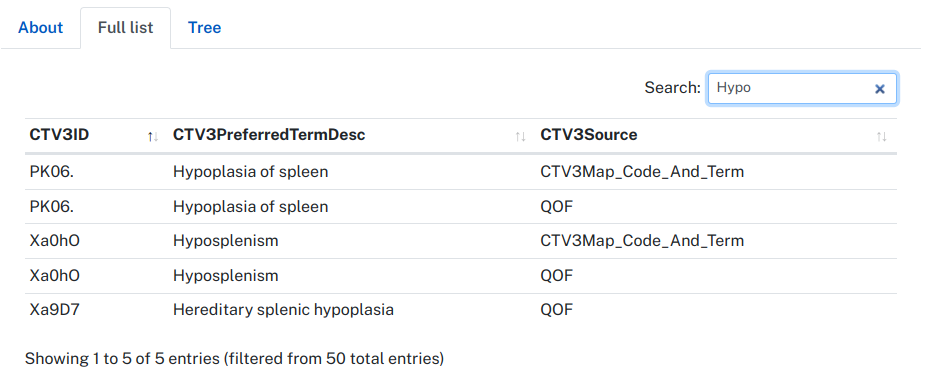 About Full list Tree
Search: Hypo
CTV3ID CTV3PreferredTermDesc CTV3Source
PK06. Hypoplasia of spleen CTV3Map_Code_And_Term
PK06. Hypoplasia of spleen QOF
Xa0hO Hyposplenism CTV3Map_Code_And_Term
Xa0hO Hyposplenism QOF
Xa9D7 Hereditary splenic hypoplasia QOF
Showing 1 to 5 of 5 entries (filtered from 50 total entries)